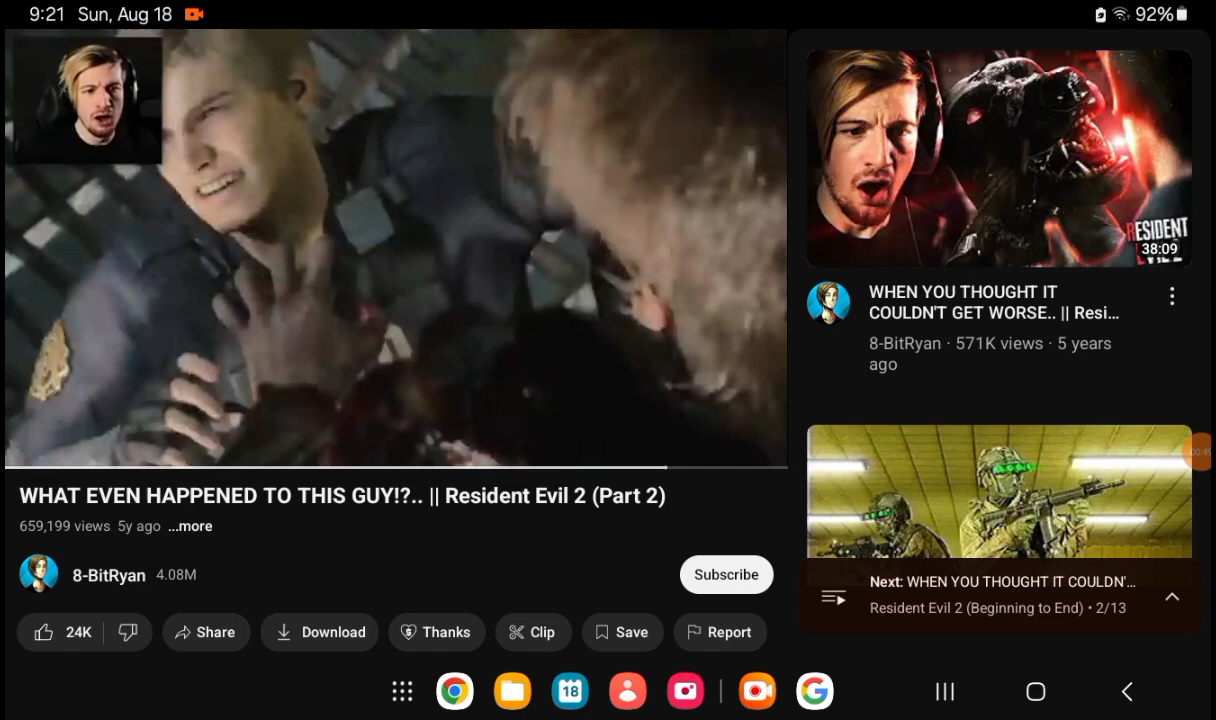 9:21 Sun, Aug 18
92%
RESIDENT
38:09
WHEN YOU THOUGHT IT
COULDN'T GET WORSE.. || Resi...
8-BitRyan · 571K views · 5 years
ago
WHAT EVEN HAPPENED TO THIS GUY!?.. || Resident Evil 2 (Part 2)
659,199 views 5y ago ...more
8-BitRyan 4.08M
Subscribe
24K
Share
Download
Thanks
Clip
Save
Report
Next: WHEN YOU THOUGHT IT COULDN'...
Resident Evil 2 (Beginning to End) • 2/13
18